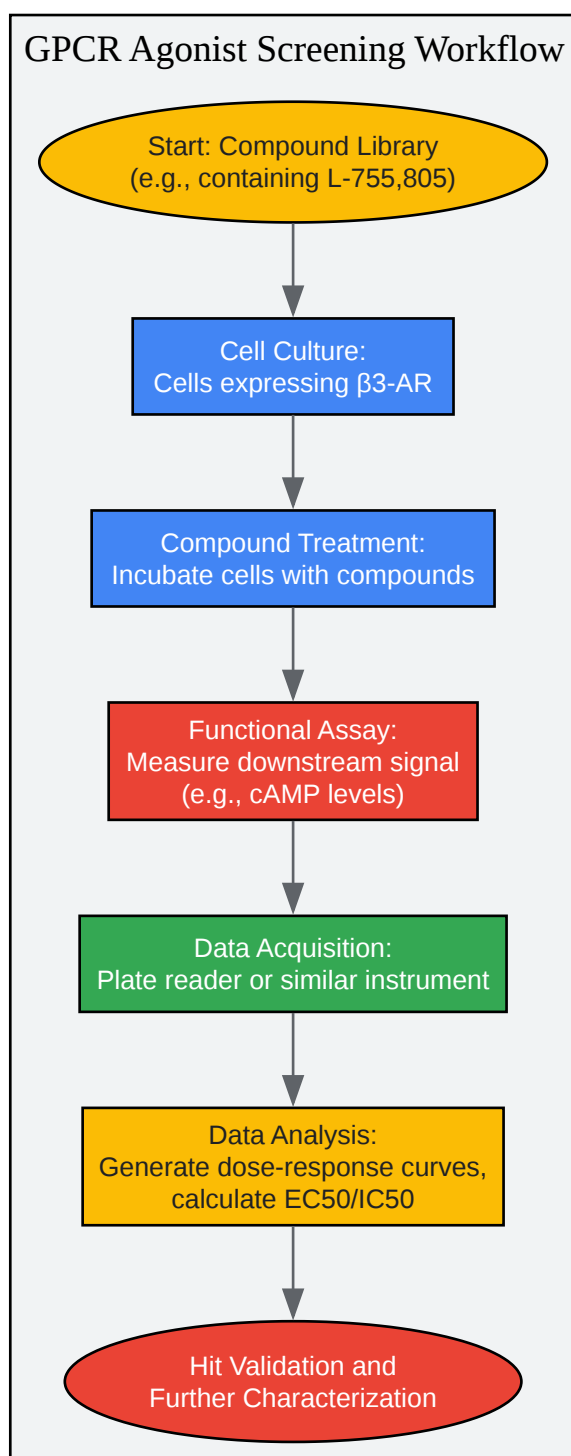 GPCR Agonist Screening Workflow
Start: Compound Library
(e.g., containing L-755,805)
Cell Culture:
Cells expressing β3-AR
Compound Treatment:
Incubate cells with compounds
Functional Assay:
Measure downstream signal
(e.g., cAMP levels)
Data Acquisition:
Plate reader or similar instrument
Data Analysis:
Generate dose-response curves,
calculate EC50/IC50
Hit Validation and
Further Characterization